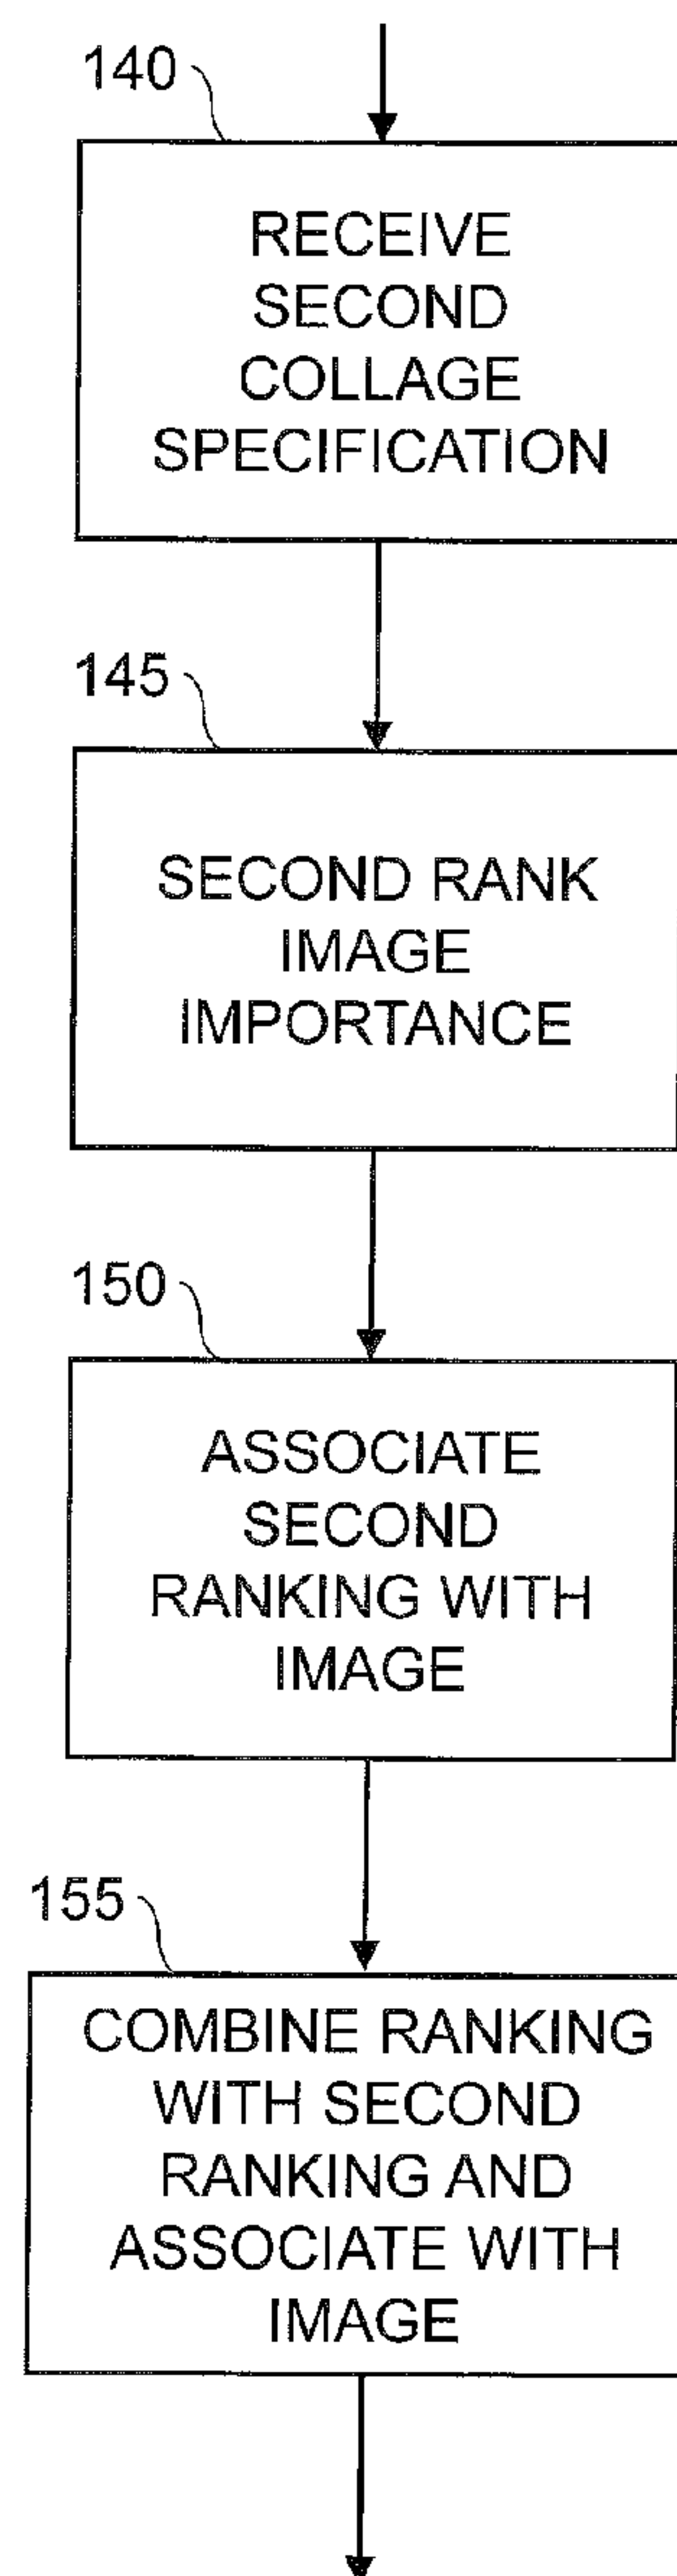 140
RECEIVE
SECOND
COLLAGE
SPECIFICATION
145
SECOND RANK
IMAGE
IMPORTANCE
150
ASSOCIATE
SECOND
RANKING WITH
IMAGE
155
COMBINE RANKING
WITH SECOND
RANKING AND
ASSOCIATE WITH
IMAGE